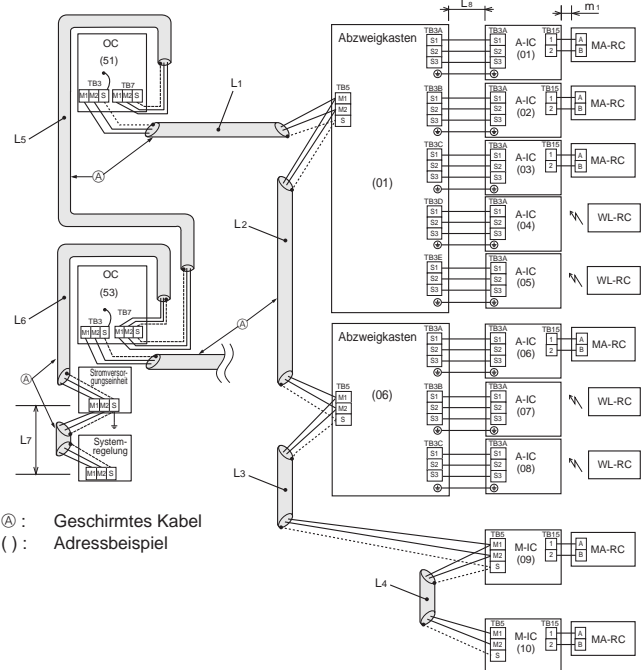 OC
(51)
TB3 TB7
M1 M2 S M1 M2 S
L5
A
L1
L2
OC
(53)
TB3 TB7
M1 M2 S M1 M2 S
L6
A
A
Stromversor-
gungseinheit
M1 M2 S
L7
System-
regelung
M1 M2 S
L3
L4
A : Geschirmtes Kabel
( ) : Adressbeispiel
L8
m1
Abzweigkasten
(01)
TB5
M1
M2
S
TB3A TB3A TB15
S1 S1 A-IC 1 A MA-RC
S2 S2 (01) 2 B
S3 S3
TB3B TB3A TB15
S1 S1 A-IC 1 A MA-RC
S2 S2 (02) 2 B
S3 S3
TB3C TB3A TB15
S1 S1 A-IC 1 A MA-RC
S2 S2 (03) 2 B
S3 S3
TB3D TB3A
S1 S1 A-IC WL-RC
S2 S2 (04)
S3 S3
TB3E TB3A
S1 S1 A-IC WL-RC
S2 S2 (05)
S3 S3
Abzweigkasten
(06)
TB5
M1
M2
S
TB3A TB3A TB15
S1 S1 A-IC 1 A MA-RC
S2 S2 (06) 2 B
S3 S3
TB3B TB3A
S1 S1 A-IC WL-RC
S2 S2 (07)
S3 S3
TB3C TB3A
S1 S1 A-IC WL-RC
S2 S2 (08)
S3 S3
TB5 TB15
M1 M-IC 1 A MA-RC
M2 (09) 2 B
S
TB5 TB15
M1 M-IC 1 A MA-RC
M2 (10) 2 B
S